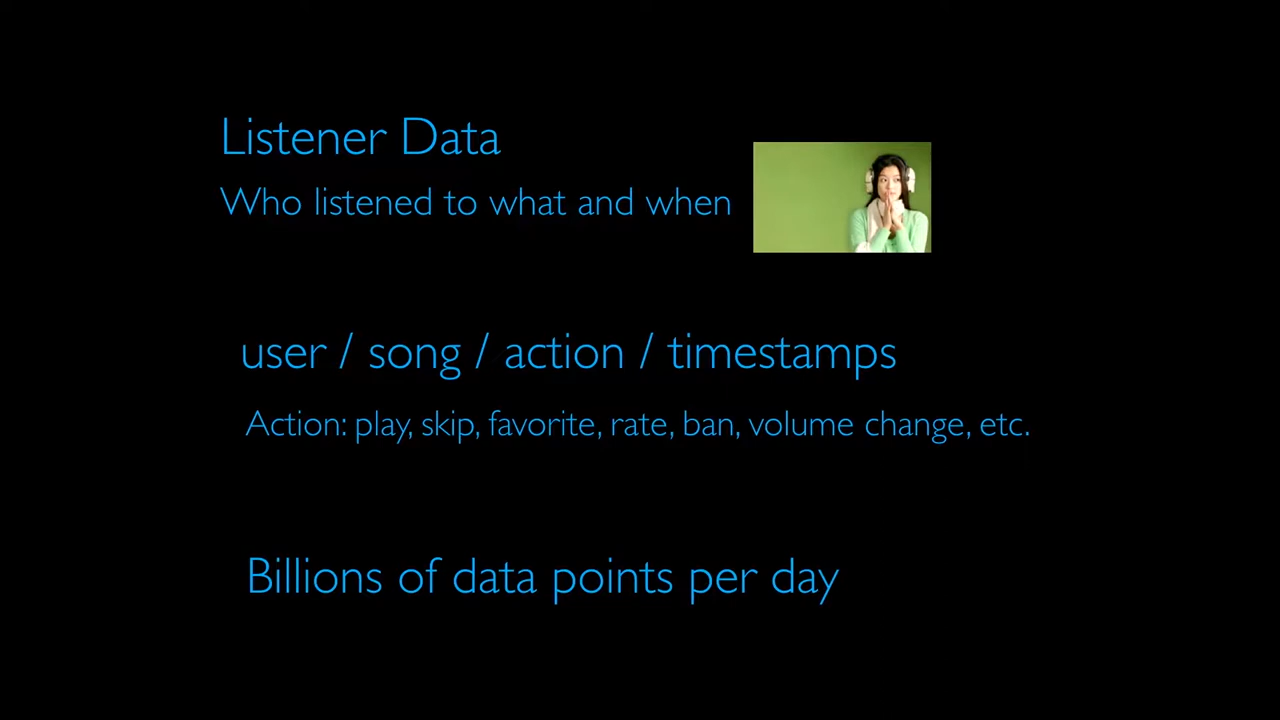 Listener Data
Who listened to what and when
user / song / action / timestamps
Action: play, skip, favorite, rate, ban, volume change, etc.
Billions of data points per day